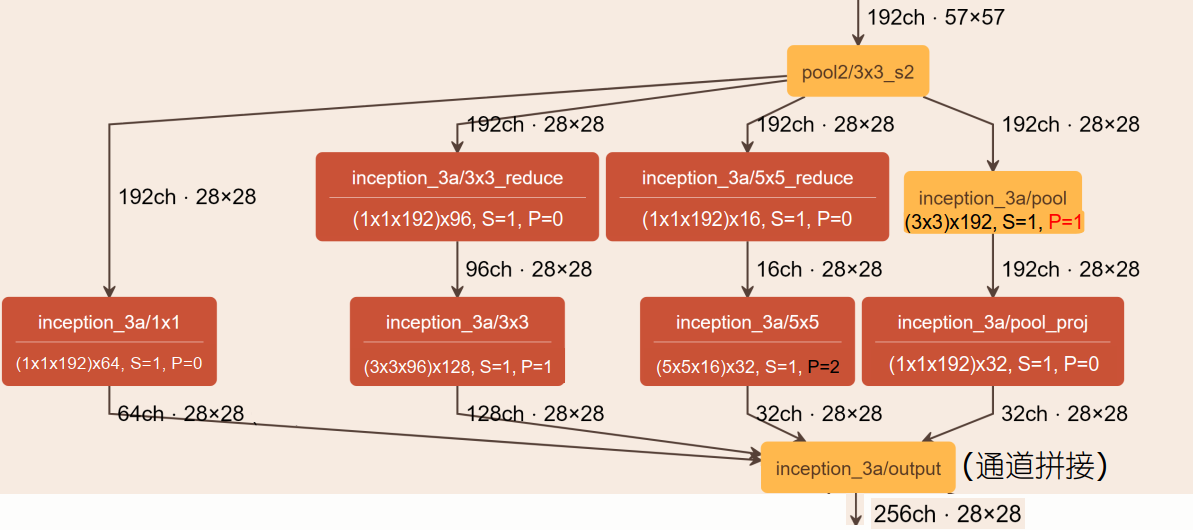 192ch · 57×57
pool2/3x3_s2
192ch · 28×28
192ch · 28×28
192ch · 28×28
192ch · 28×28
inception_3a/3x3_reduce
(1x1x192)x96, S=1, P=0
inception_3a/5x5_reduce
(1x1x192)x16, S=1, P=0
inception_3a/pool
(3x3)x192, S=1, P=1
96ch · 28×28
16ch · 28×28
192ch · 28×28
inception_3a/1x1
(1x1x192)x64, S=1, P=0
inception_3a/3x3
(3x3x96)x128, S=1, P=1
inception_3a/5x5
(5x5x16)x32, S=1, P=2
inception_3a/pool_proj
(1x1x192)x32, S=1, P=0
64ch · 28×28
128ch · 28×28
32ch · 28×28
32ch · 28×28
inception_3a/output
(通道拼接)
256ch · 28×28